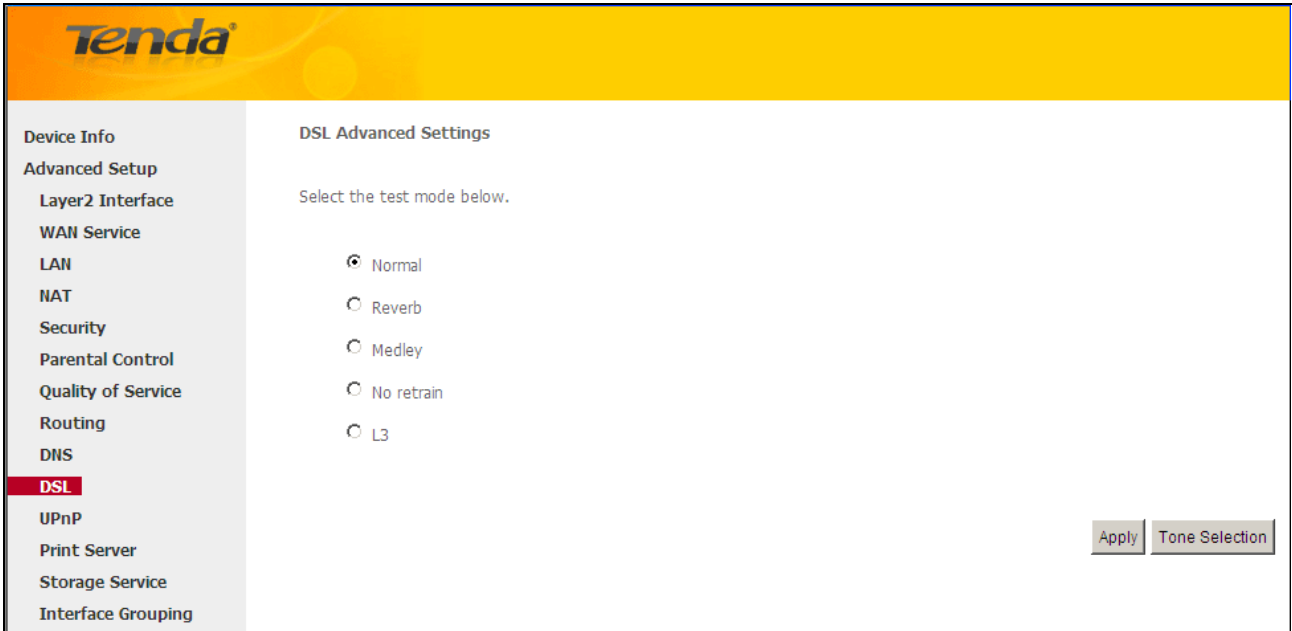 Tenda®
Device Info
Advanced Setup
Layer2 Interface
WAN Service
LAN
NAT
Security
Parental Control
Quality of Service
Routing
DNS
DSL
UPnP
Print Server
Storage Service
Interface Grouping
DSL Advanced Settings
Select the test mode below.
Normal
Reverb
Medley
No retrain
L3
Apply Tone Selection